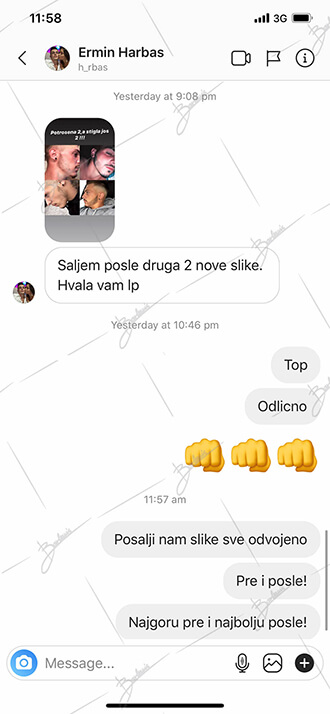 11:58
3G
Ermin Harbas
h_rbas
Yesterday at 9:08 pm
Potrosena 2,a stigla jos
2 !!!
Saljem posle druga 2 nove slike.
Hvala vam lp
Yesterday at 10:46 pm
Top
Odlicno
11:57 am
Posalji nam slike sve odvojeno
Pre i posle!
Najgoru pre i najbolju posle!
Message...